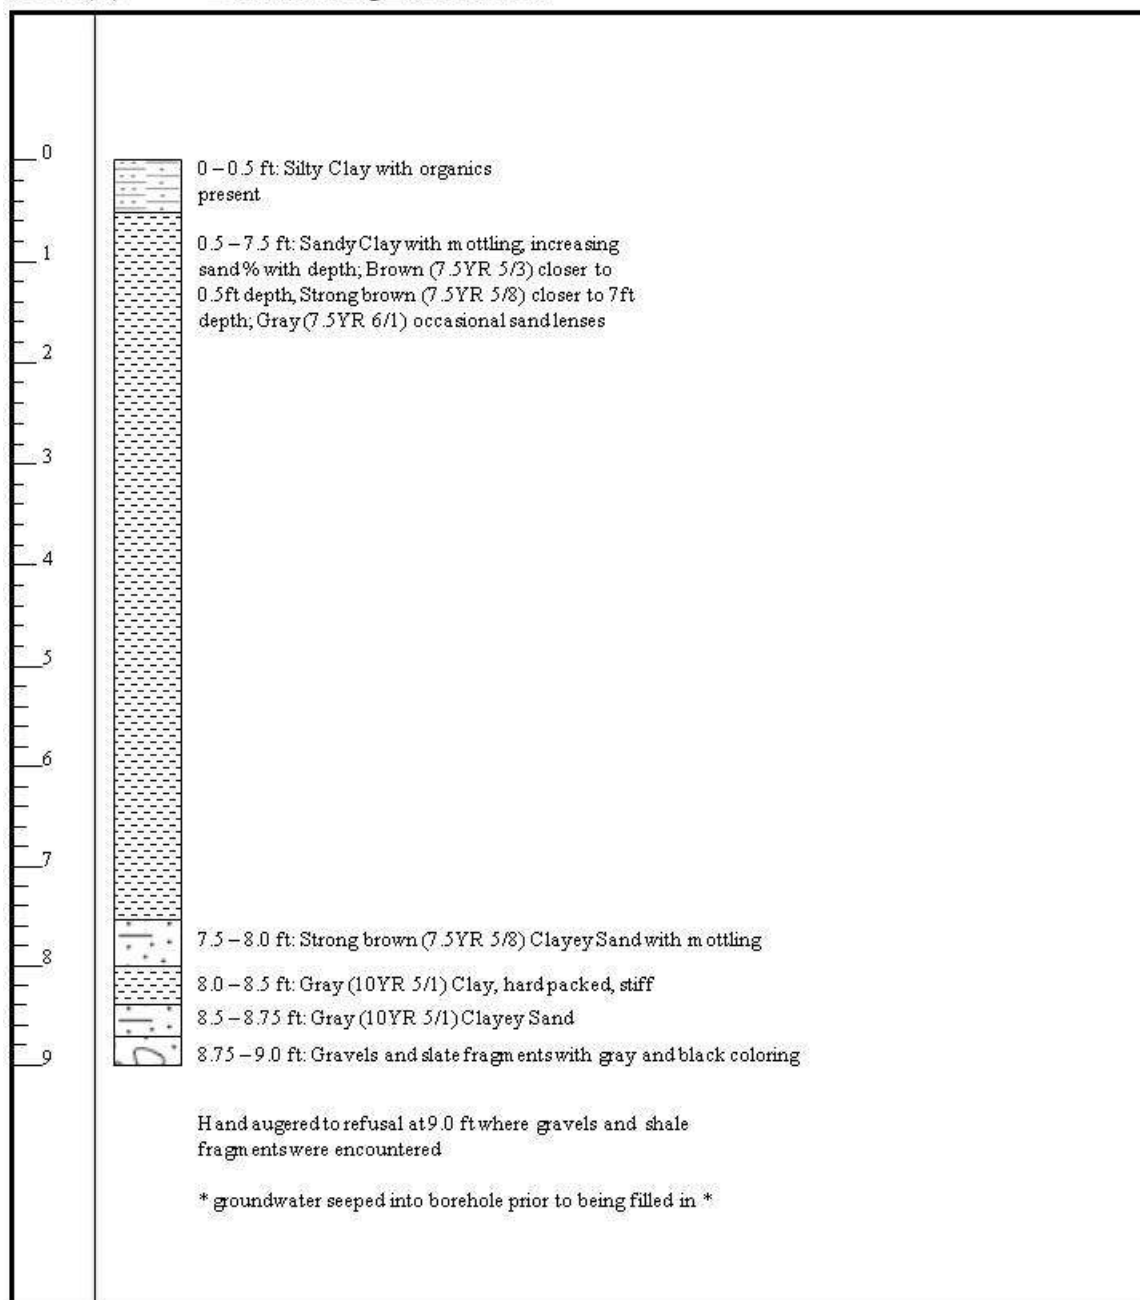 0
0 – 0.5 ft: Silty Clay with organics
present
0.5 – 7.5 ft: Sandy Clay with mottling, increasing
1
sand % with depth; Brown (7.5YR 5/3) closer to
0.5ft depth, Strong brown (7.5YR 5/8) closer to 7ft
depth; Gray (7.5YR 6/1) occasional sand lenses
2
3
4
5
6
7
7.5 – 8.0 ft: Strong brown (7.5YR 5/8) Clayey Sand with mottling
8
8.0 – 8.5 ft: Gray (10YR 5/1) Clay, hard packed, stiff
8.5 – 8.75 ft: Gray (10YR 5/1) Clayey Sand
9
8.75 – 9.0 ft: Gravels and slate fragments with gray and black coloring
Hand augered to refusal at 9.0 ft where gravels and shale
fragments were encountered
* groundwater seeped into borehole prior to being filled in *